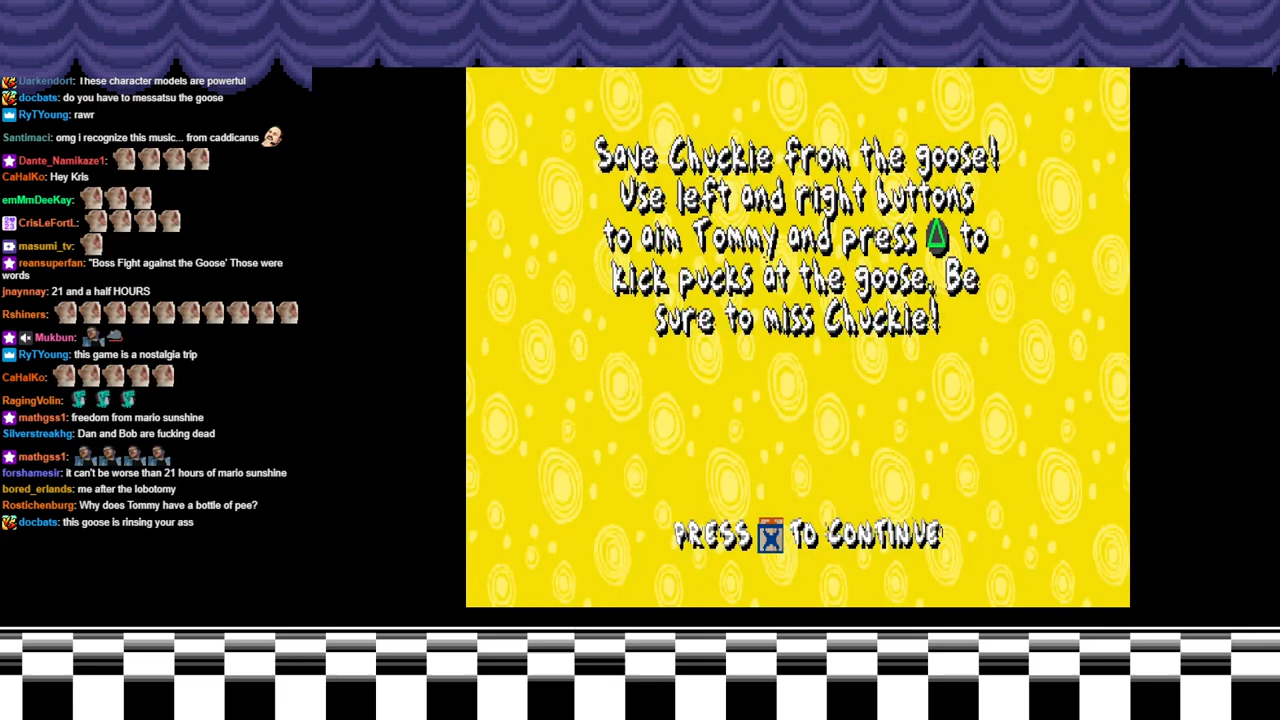 Darkendorf: These character models are powerful
docbats: do you have to messatsu the goose
RyTYoung: rawr
Santimaci: omg i recognize this music... from caddicarus
Dante_Namikaze1:
CaHalKo: Hey Kris
emMmDeeKay:
CrisLeFortL:
masumi_tv:
reansuperfan: "Boss Fight against the Goose' Those were
words
jnaynnay: 21 and a half HOURS
Rshiners:
Mukbun:
RyTYoung: this game is a nostalgia trip
CaHalKo:
RagingVolin:
mathgss1: freedom from mario sunshine
Silverstreakhg: Dan and Bob are fucking dead
mathgss1:
forshamesir: it can't be worse than 21 hours of mario sunshine
bored_erlands: me after the lobotomy
Rostichenburg: Why does Tommy have a bottle of pee?
docbats: this goose is rinsing your ass
Save Chuckie from the goose!
Use left and right buttons
to aim Tommy and press to
kick pucks at the goose. Be
sure to miss Chuckie!
PRESS X TO CONTINUE